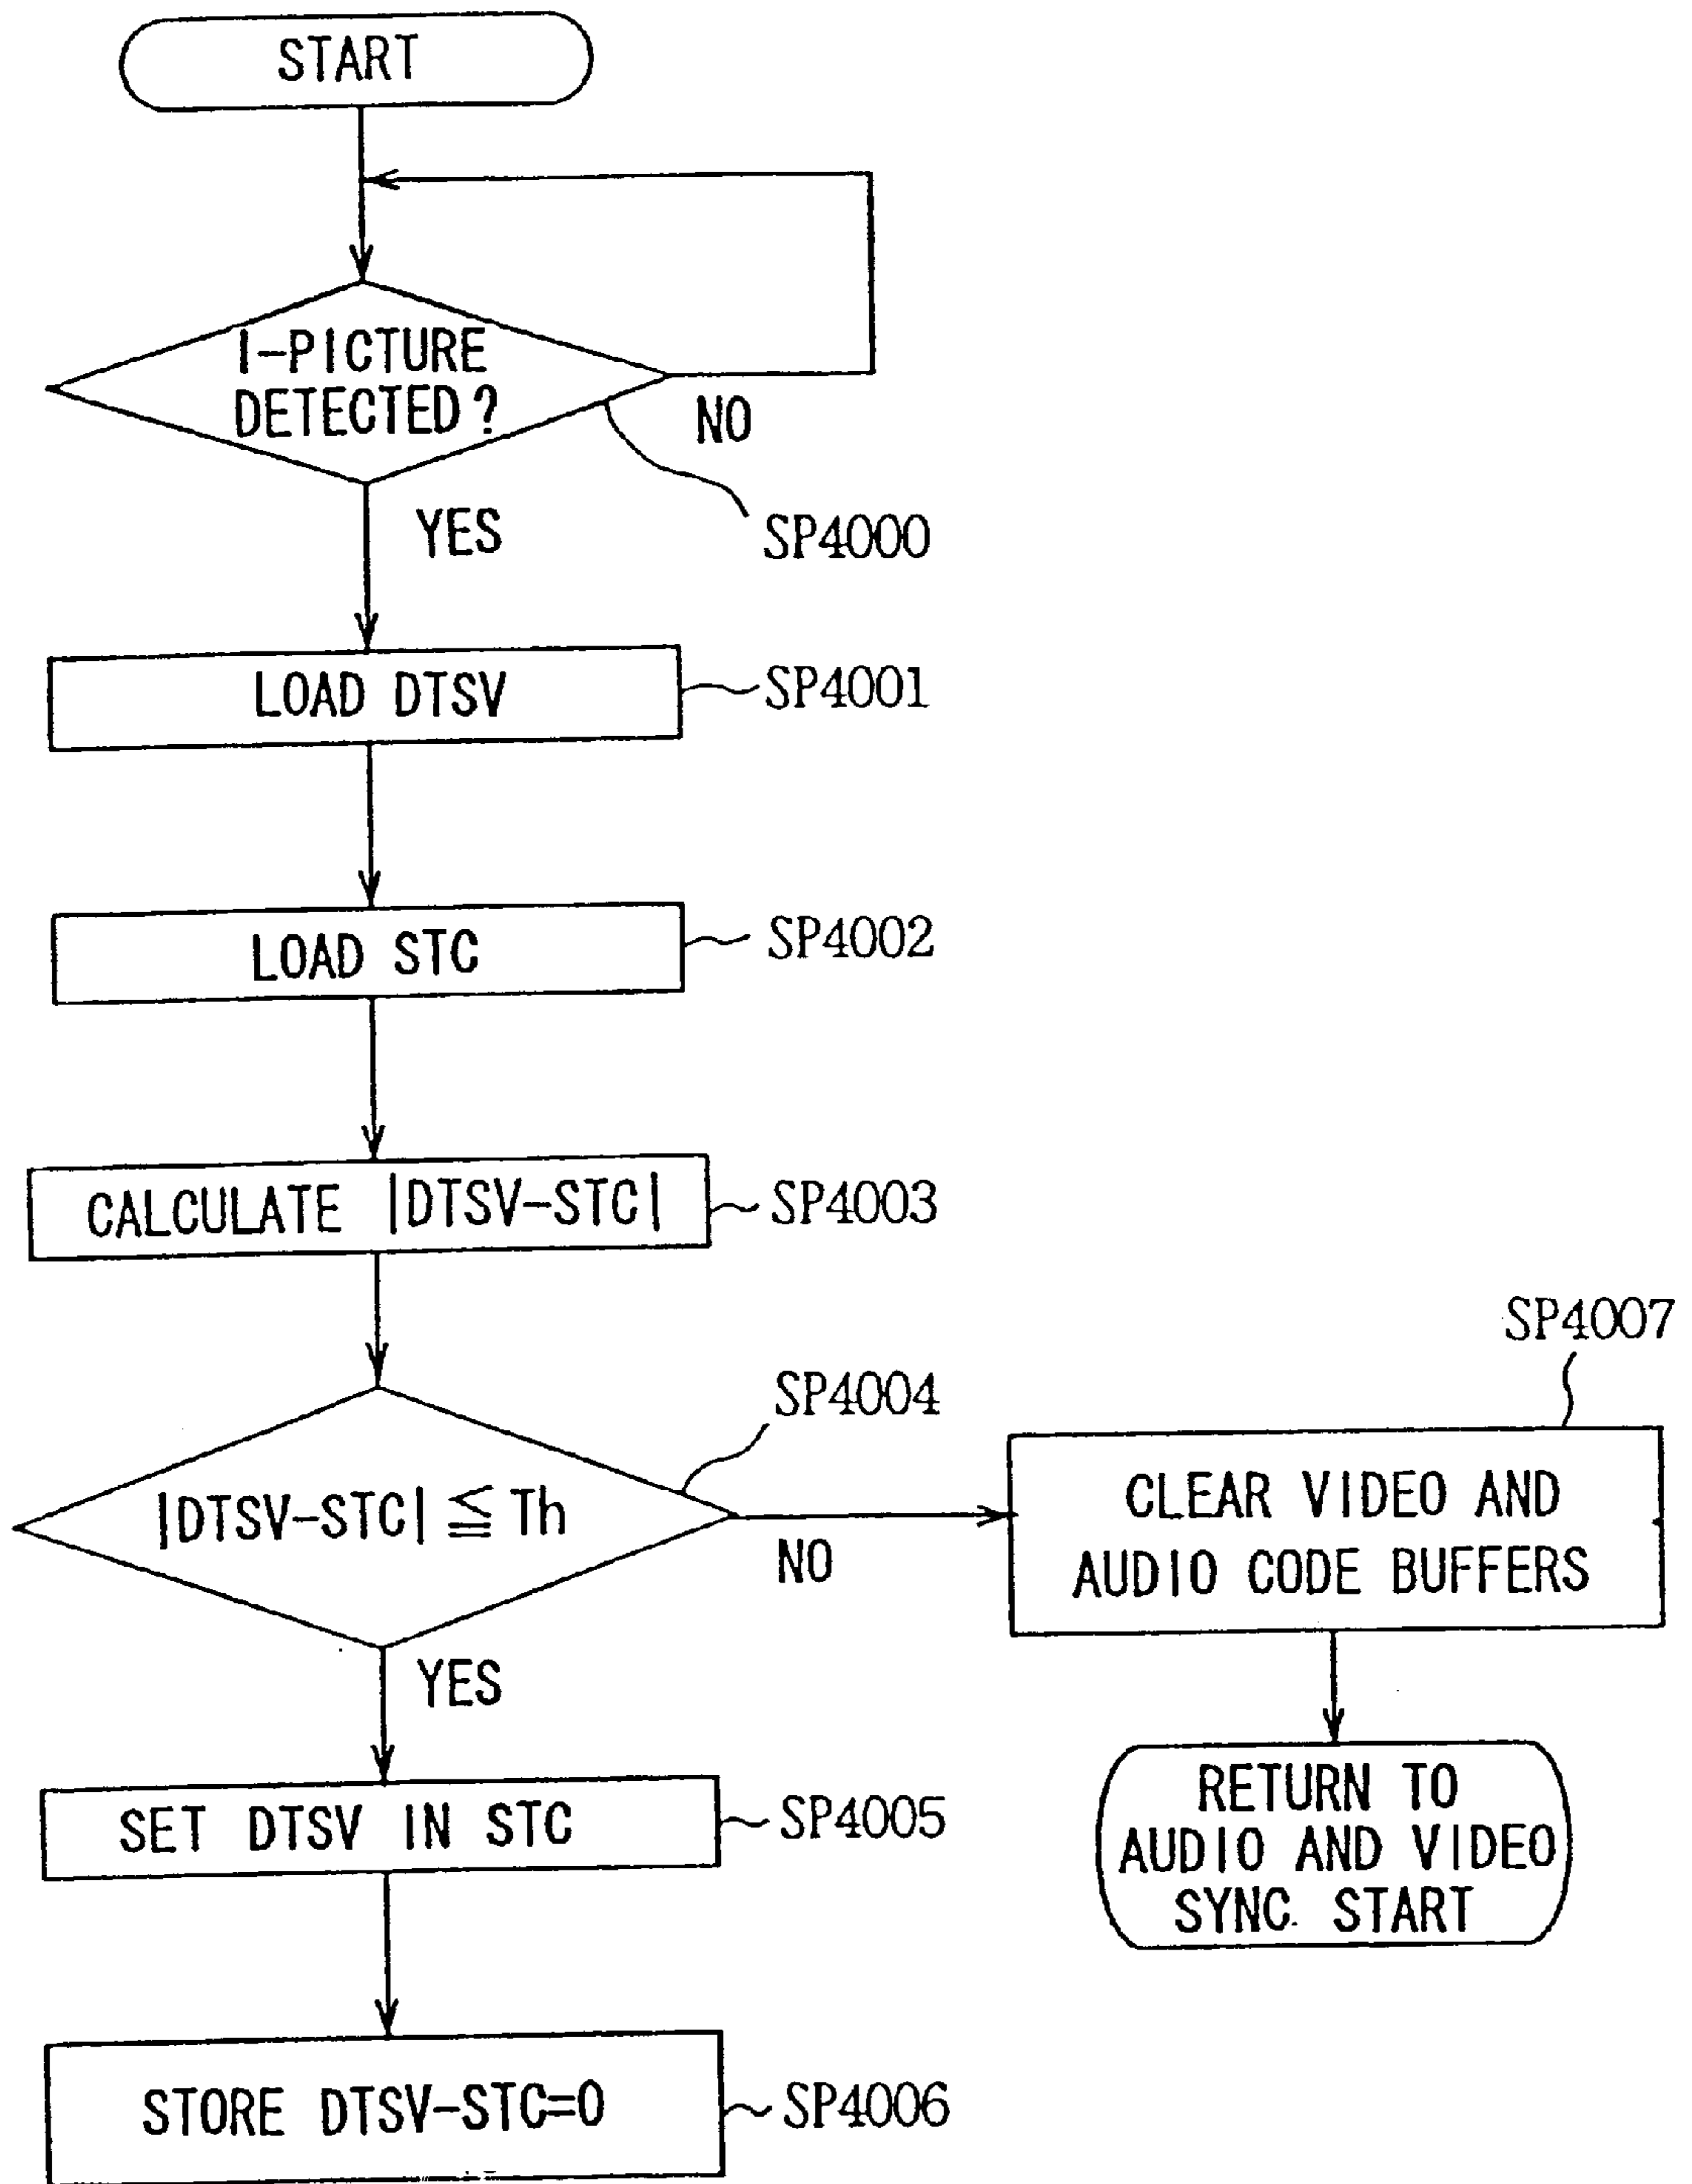 START
I-PICTURE
DETECTED?
NO
YES
SP4000
LOAD DTSV
SP4001
LOAD STC
SP4002
CALCULATE |DTSV-STC|
SP4003
SP4007
SP4004
|DTSV-STC| ≦ Th
NO
CLEAR VIDEO AND
AUDIO CODE BUFFERS
YES
RETURN TO
AUDIO AND VIDEO
SYNC. START
SET DTSV IN STC
SP4005
STORE DTSV-STC=0
SP4006